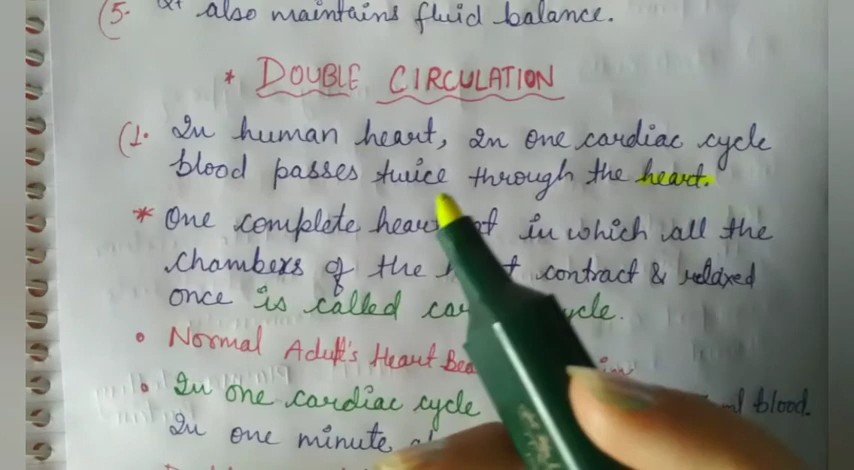 (5. It also maintains fluid balance.
* DOUBLE CIRCULATION
(1. In human heart, In one cardiac cycle
blood passes twice through the heart.
* One complete in which all the
chambers of the contract & relaxed
once is called
• Normal Adult's Heart
• In one cardiac cycle blood.
In one minute